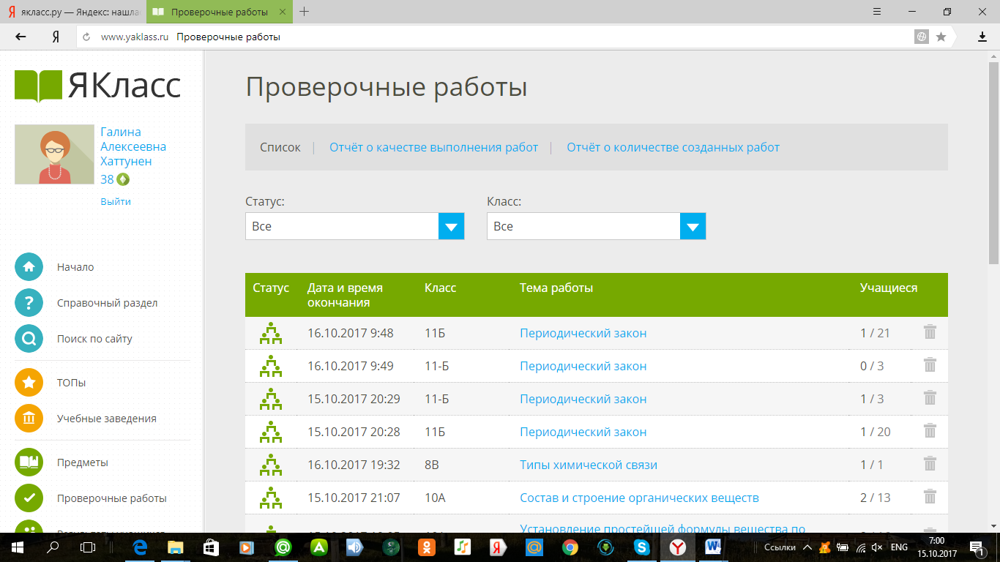 якласс.ру — Яндекс: нашла
Проверочные работы
www.yaklass.ru Проверочные работы
ЯКласс
Галина
Алексеевна
Хаттунен
38
Выйти
Начало
Справочный раздел
Поиск по сайту
ТОПы
Учебные заведения
Предметы
Проверочные работы
Проверочные работы
Список | Отчёт о качестве выполнения работ | Отчёт о количестве созданных работ
Статус: Класс:
Все Все
Статус Дата и время окончания Класс Тема работы Учащиеся
16.10.2017 9:48 11Б Периодический закон 1 / 21
16.10.2017 9:49 11-Б Периодический закон 0 / 3
15.10.2017 20:29 11-Б Периодический закон 1 / 3
15.10.2017 20:28 11Б Периодический закон 1 / 20
16.10.2017 19:32 8В Типы химической связи 1 / 1
15.10.2017 21:07 10А Состав и строение органических веществ 2 / 13
Установление простейшей формулы вещества по
Ссылки ENG 7:00
15.10.2017